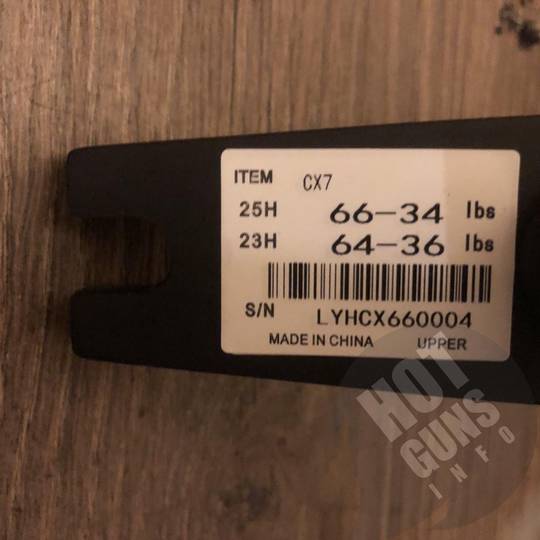 ITEM CX7
25H 66-34 lbs
23H 64-36 lbs
S/N LYHCX660004
MADE IN CHINA UPPER
HOT
GUNS
INFO